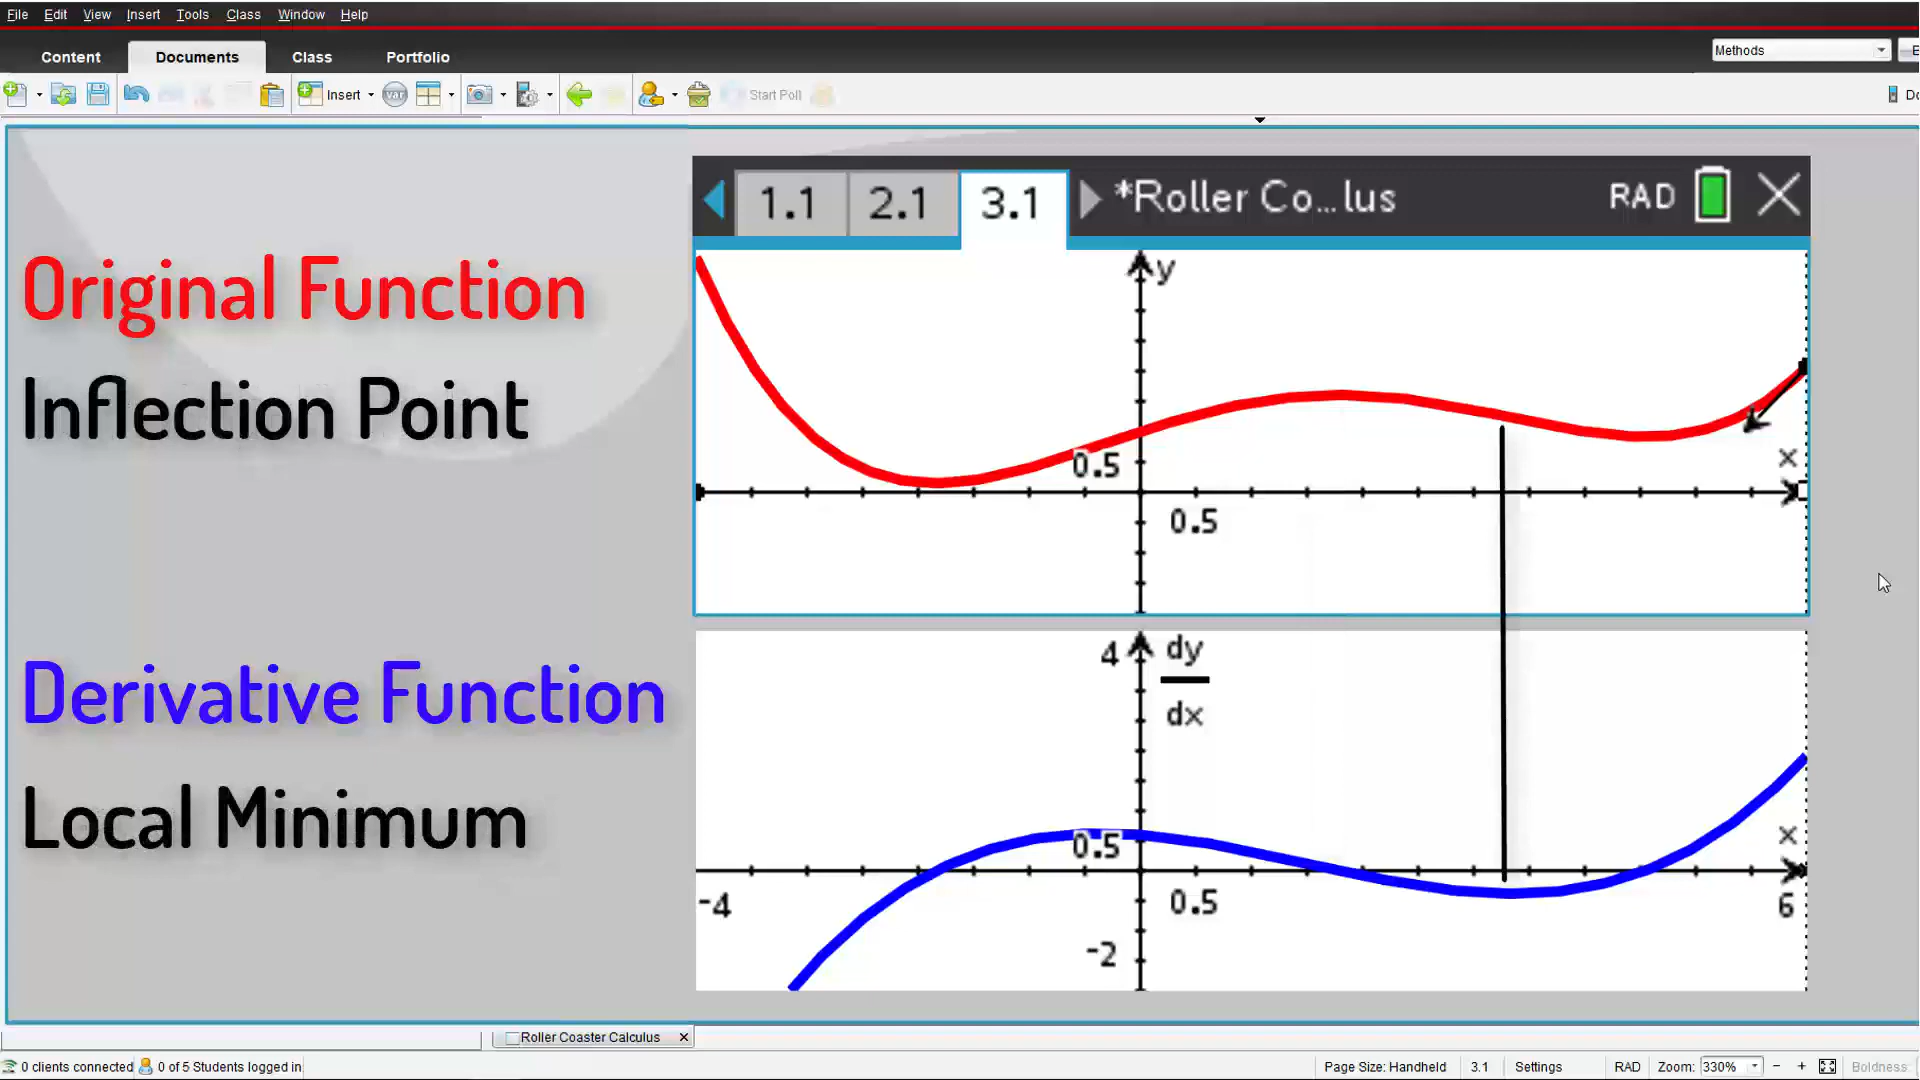 File Edit View Insert Tools Class Window Help
Content Documents Class Portfolio
Methods
Insert
var
Start Poll
1.1 2.1 3.1 *Roller Co...lus RAD
Original Function
Inflection Point
y
0.5
x
0.5
Derivative Function
Local Minimum
4
dy
dx
0.5
x
-4
0.5
6
-2
Roller Coaster Calculus
0 clients connected 0 of 5 Students logged in Page Size: Handheld 3.1 Settings RAD Zoom: 330% Boldness: